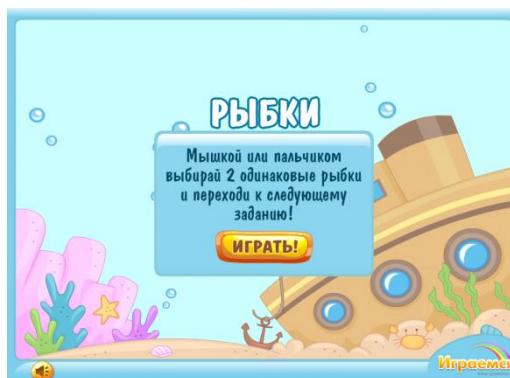 РЫБКИ
Мышкой или пальчиком
выбирай 2 одинаковые рыбки
и переходи к следующему
заданию!
ИГРАТЬ!